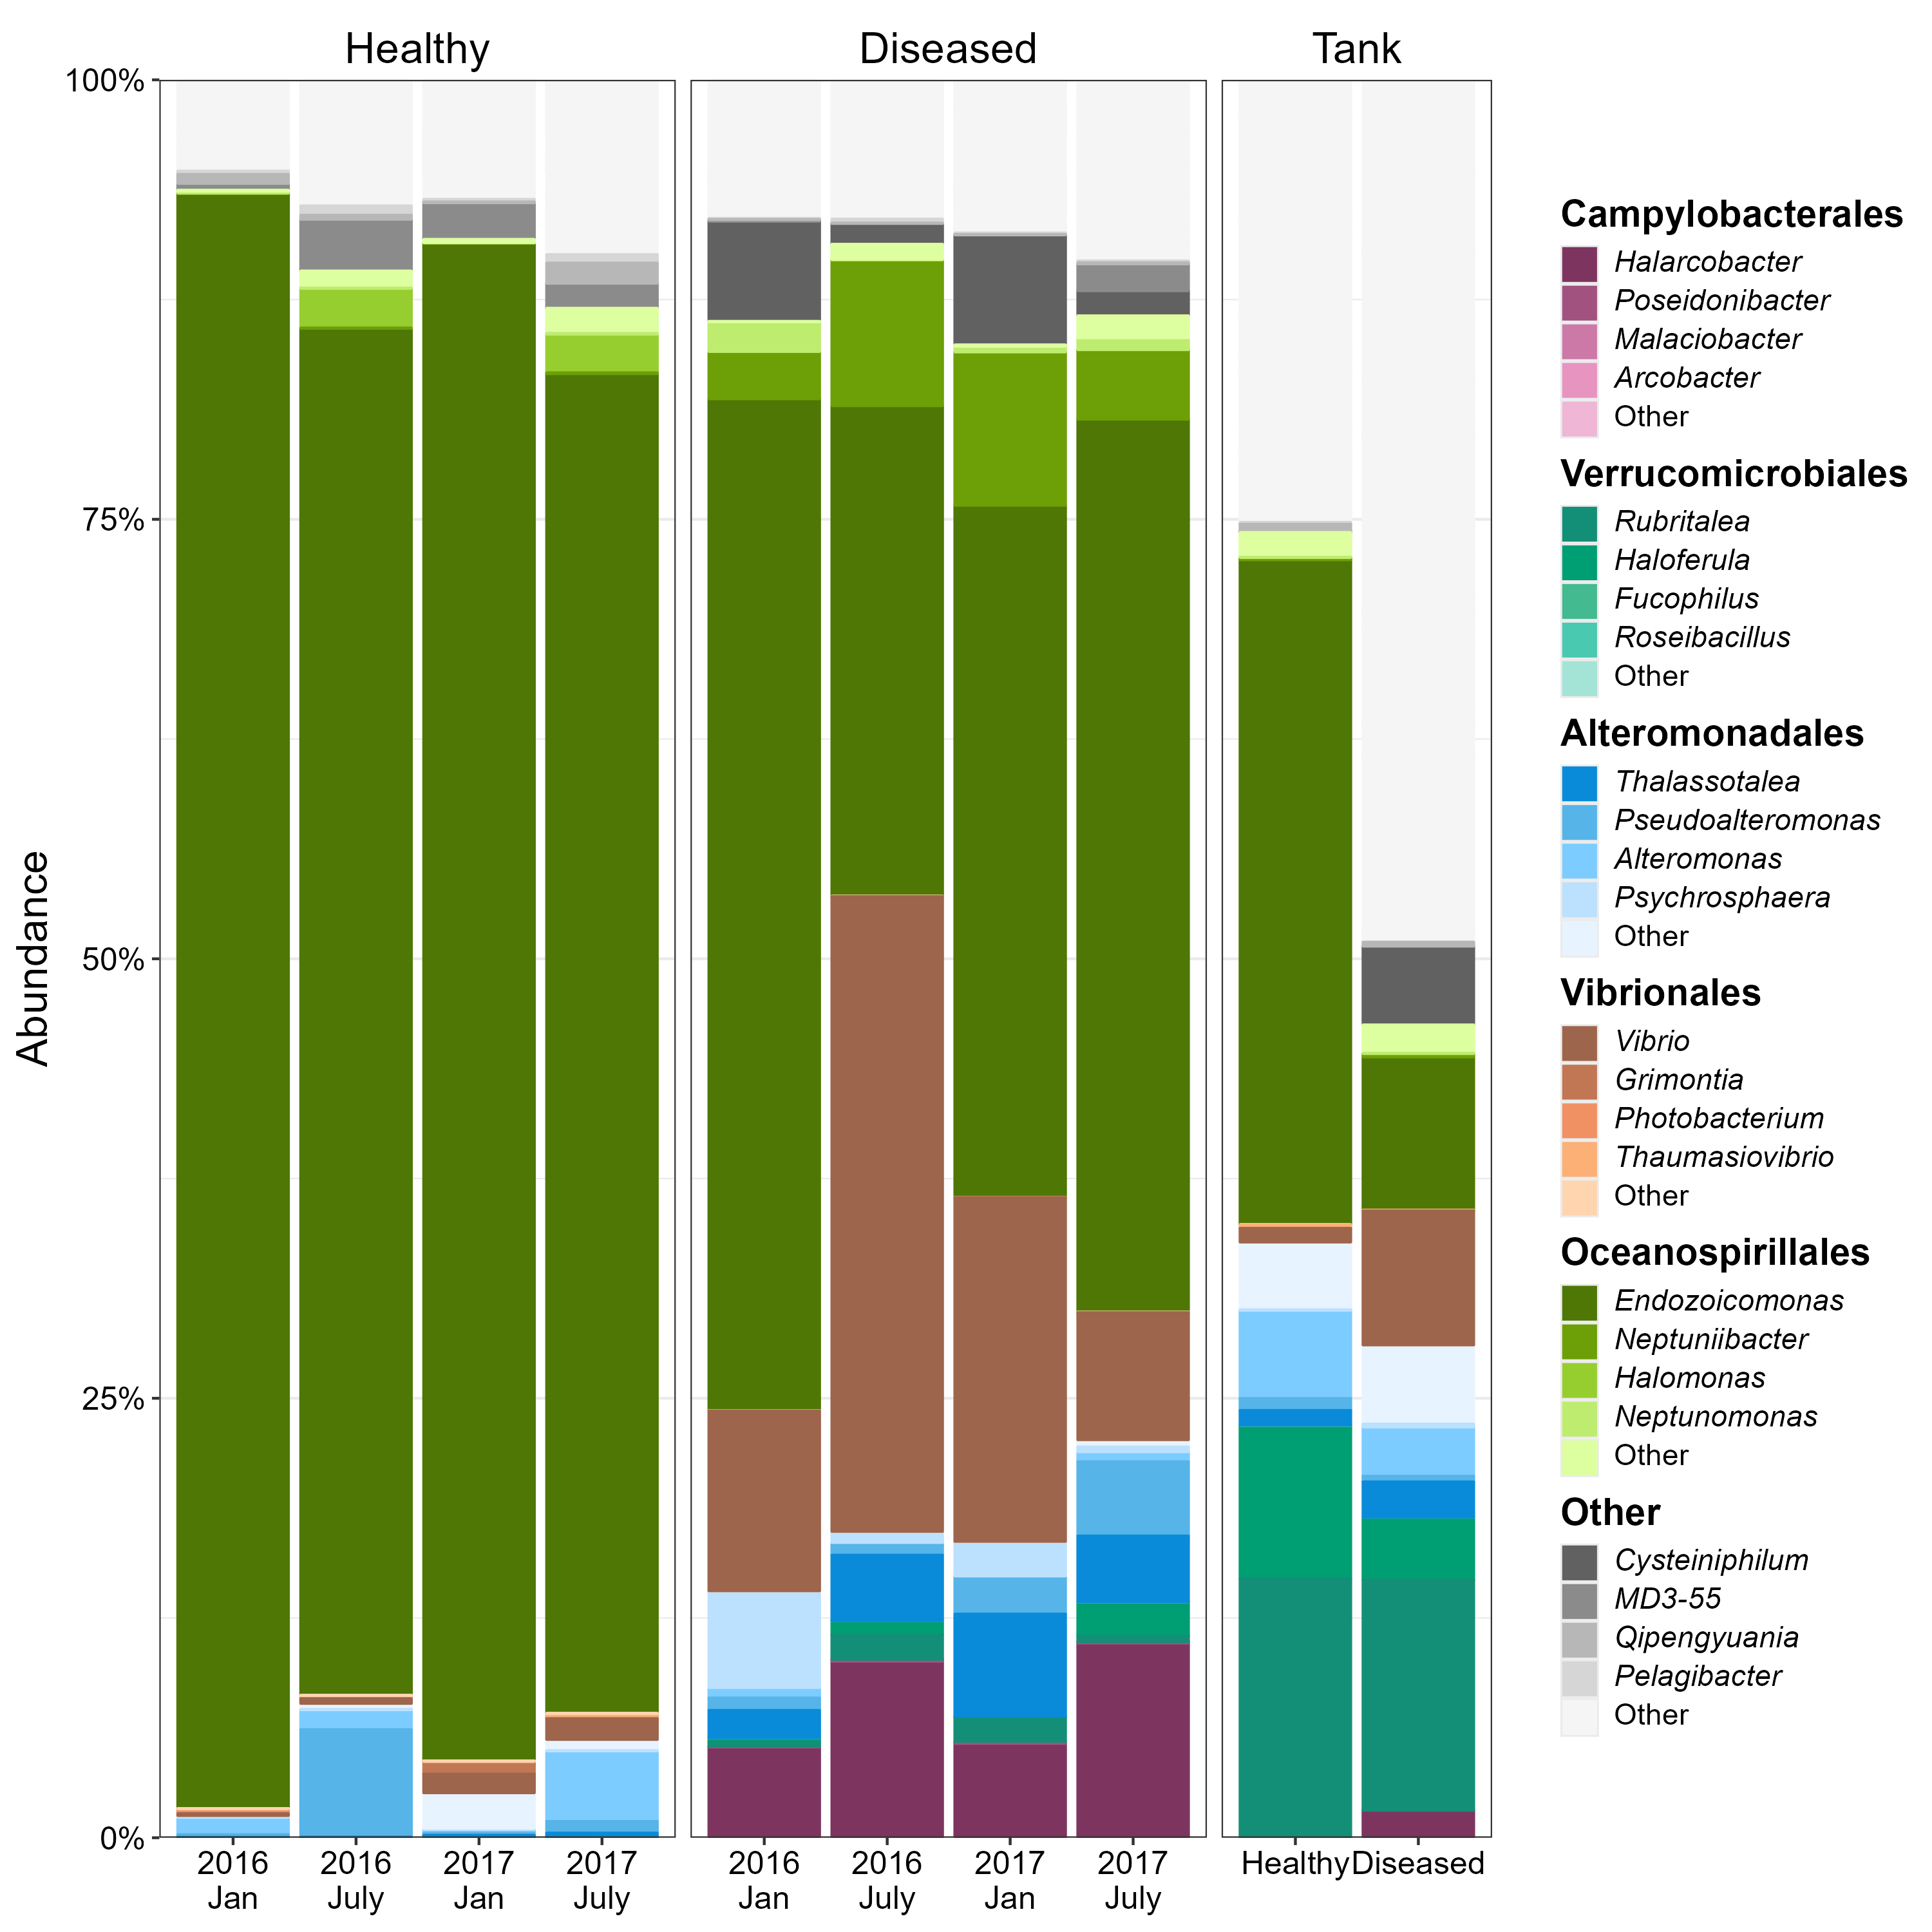 Healthy
Diseased
Tank
100%
75%
50%
25%
0%
Abundance
2016 Jan
2016 July
2017 Jan
2017 July
2016 Jan
2016 July
2017 Jan
2017 July
Healthy
Diseased
Campylobacterales
Halarcobacter
Poseidonibacter
Malaciobacter
Arcobacter
Other
Verrucomicrobiales
Rubritalea
Haloferula
Fucophilus
Roseibacillus
Other
Alteromonadales
Thalassotalea
Pseudoalteromonas
Alteromonas
Psychrosphaera
Other
Vibrionales
Vibrio
Grimontia
Photobacterium
Thaumasiovibrio
Other
Oceanospirillales
Endozoicomonas
Neptuniibacter
Halomonas
Neptunomonas
Other
Other
Cysteiniphilum
MD3-55
Qipengyuania
Pelagibacter
Other